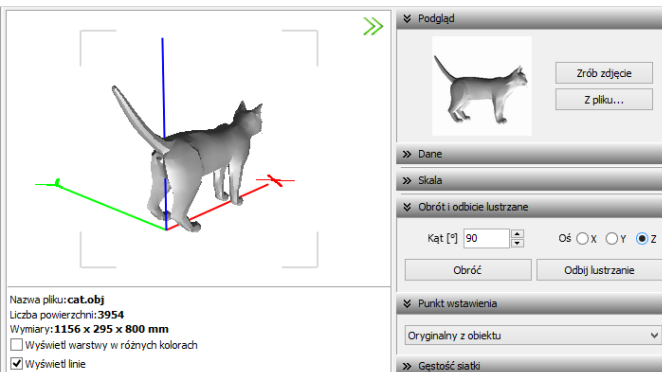 Podgląd
Zrób zdjęcie
Z pliku...
Dane
Skala
Obrót i odbicie lustrzane
Kąt [°] 90 Oś X Y Z
Obróć Odbij lustrzanie
Punkt wstawienia
Oryginalny z obiektu
Gęstość siatki
Nazwa pliku:cat.obj
Liczba powierzchni:3954
Wymiary:1156 x 295 x 800 mm
Wyświetl warstwy w różnych kolorach
Wyświetl linie